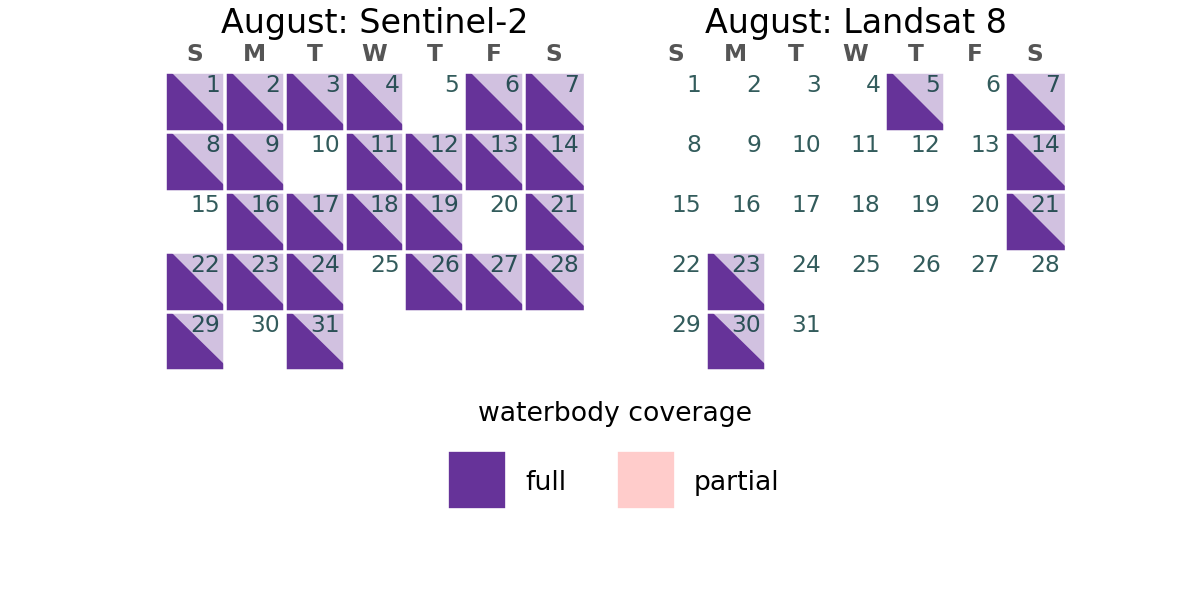 August: Sentinel-2
S M T W T F S
1 2 3 4 5 6 7
8 9 10 11 12 13 14
15 16 17 18 19 20 21
22 23 24 25 26 27 28
29 30 31
August: Landsat 8
S M T W T F S
1 2 3 4 5 6 7
8 9 10 11 12 13 14
15 16 17 18 19 20 21
22 23 24 25 26 27 28
29 30 31
waterbody coverage
full partial